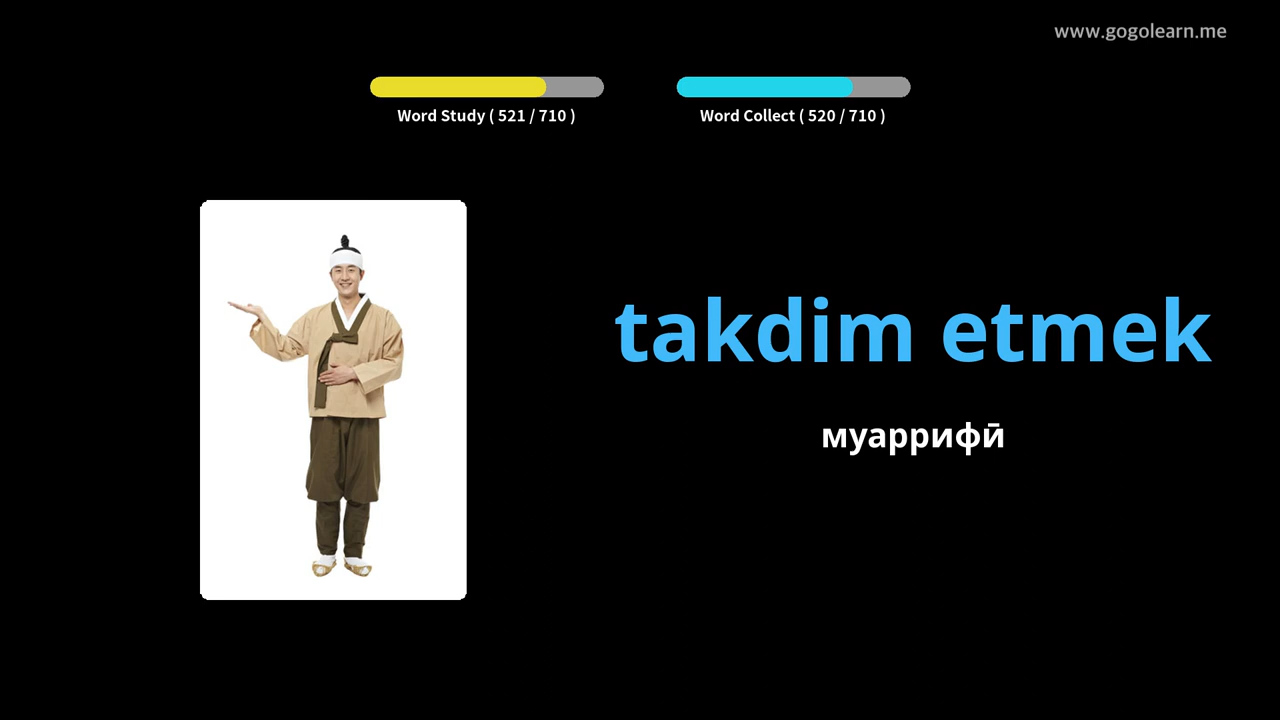 www.gogolearn.me
Word Study ( 521 / 710 )
Word Collect ( 520 / 710 )
takdim etmek
муаррифӣ